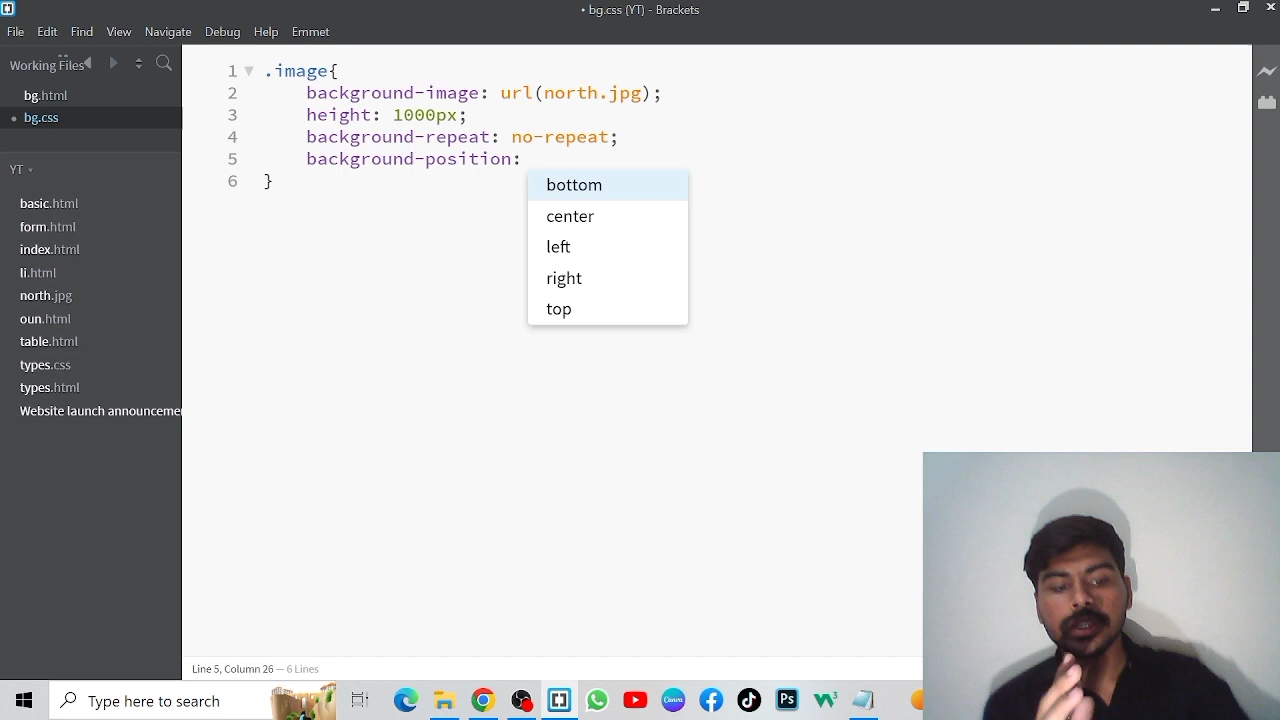 • bg.css (YT) - Brackets
File Edit Find View Navigate Debug Help Emmet
Working Files
bg.html
bg.css
YT
basic.html
form.html
index.html
li.html
north.jpg
oun.html
table.html
types.css
types.html
Website launch announceme
1 .image{
2 background-image: url(north.jpg);
3 height: 1000px;
4 background-repeat: no-repeat;
5 background-position:
6 }
bottom
center
left
right
top
Line 5, Column 26 — 6 Lines
Type here to search
Canva
Ps
W3